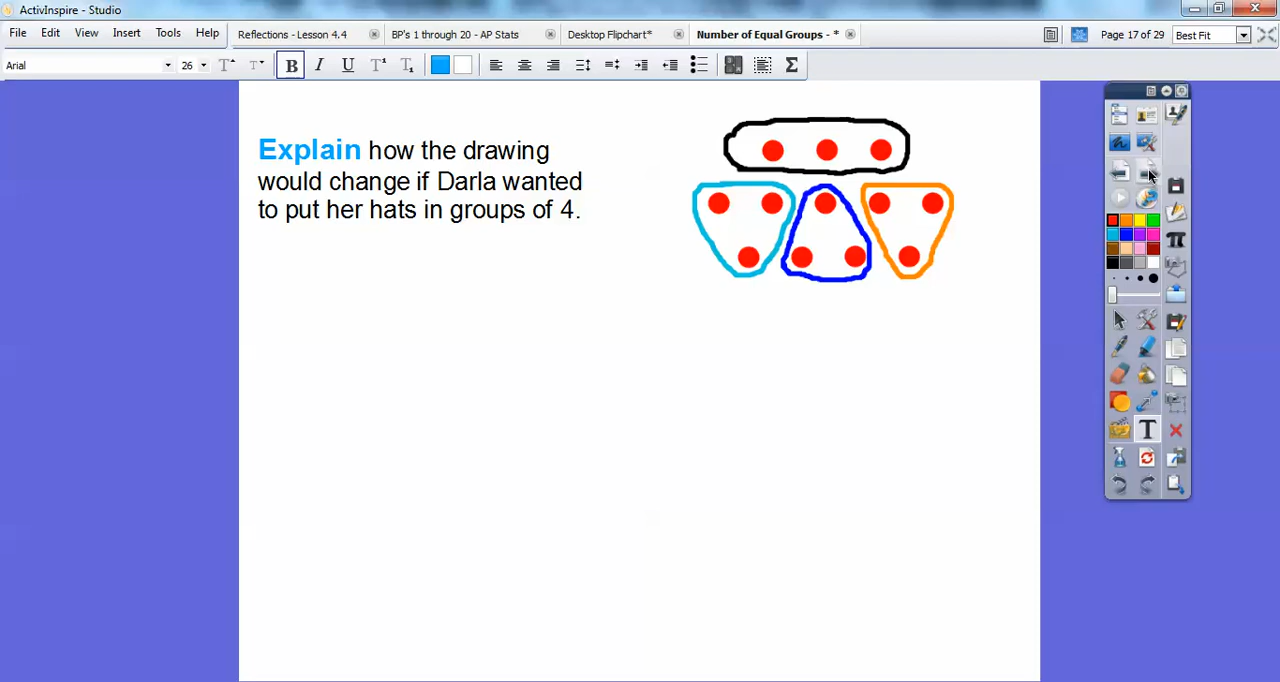 ActivInspire - Studio
File Edit View Insert Tools Help
Reflections - Lesson 4.4
BP's 1 through 20 - AP Stats
Desktop Flipchart*
Number of Equal Groups - *
Page 17 of 29
Best Fit
Arial
26
B I U T¹ T₁
Σ
Explain how the drawing
would change if Darla wanted
to put her hats in groups of 4.
T